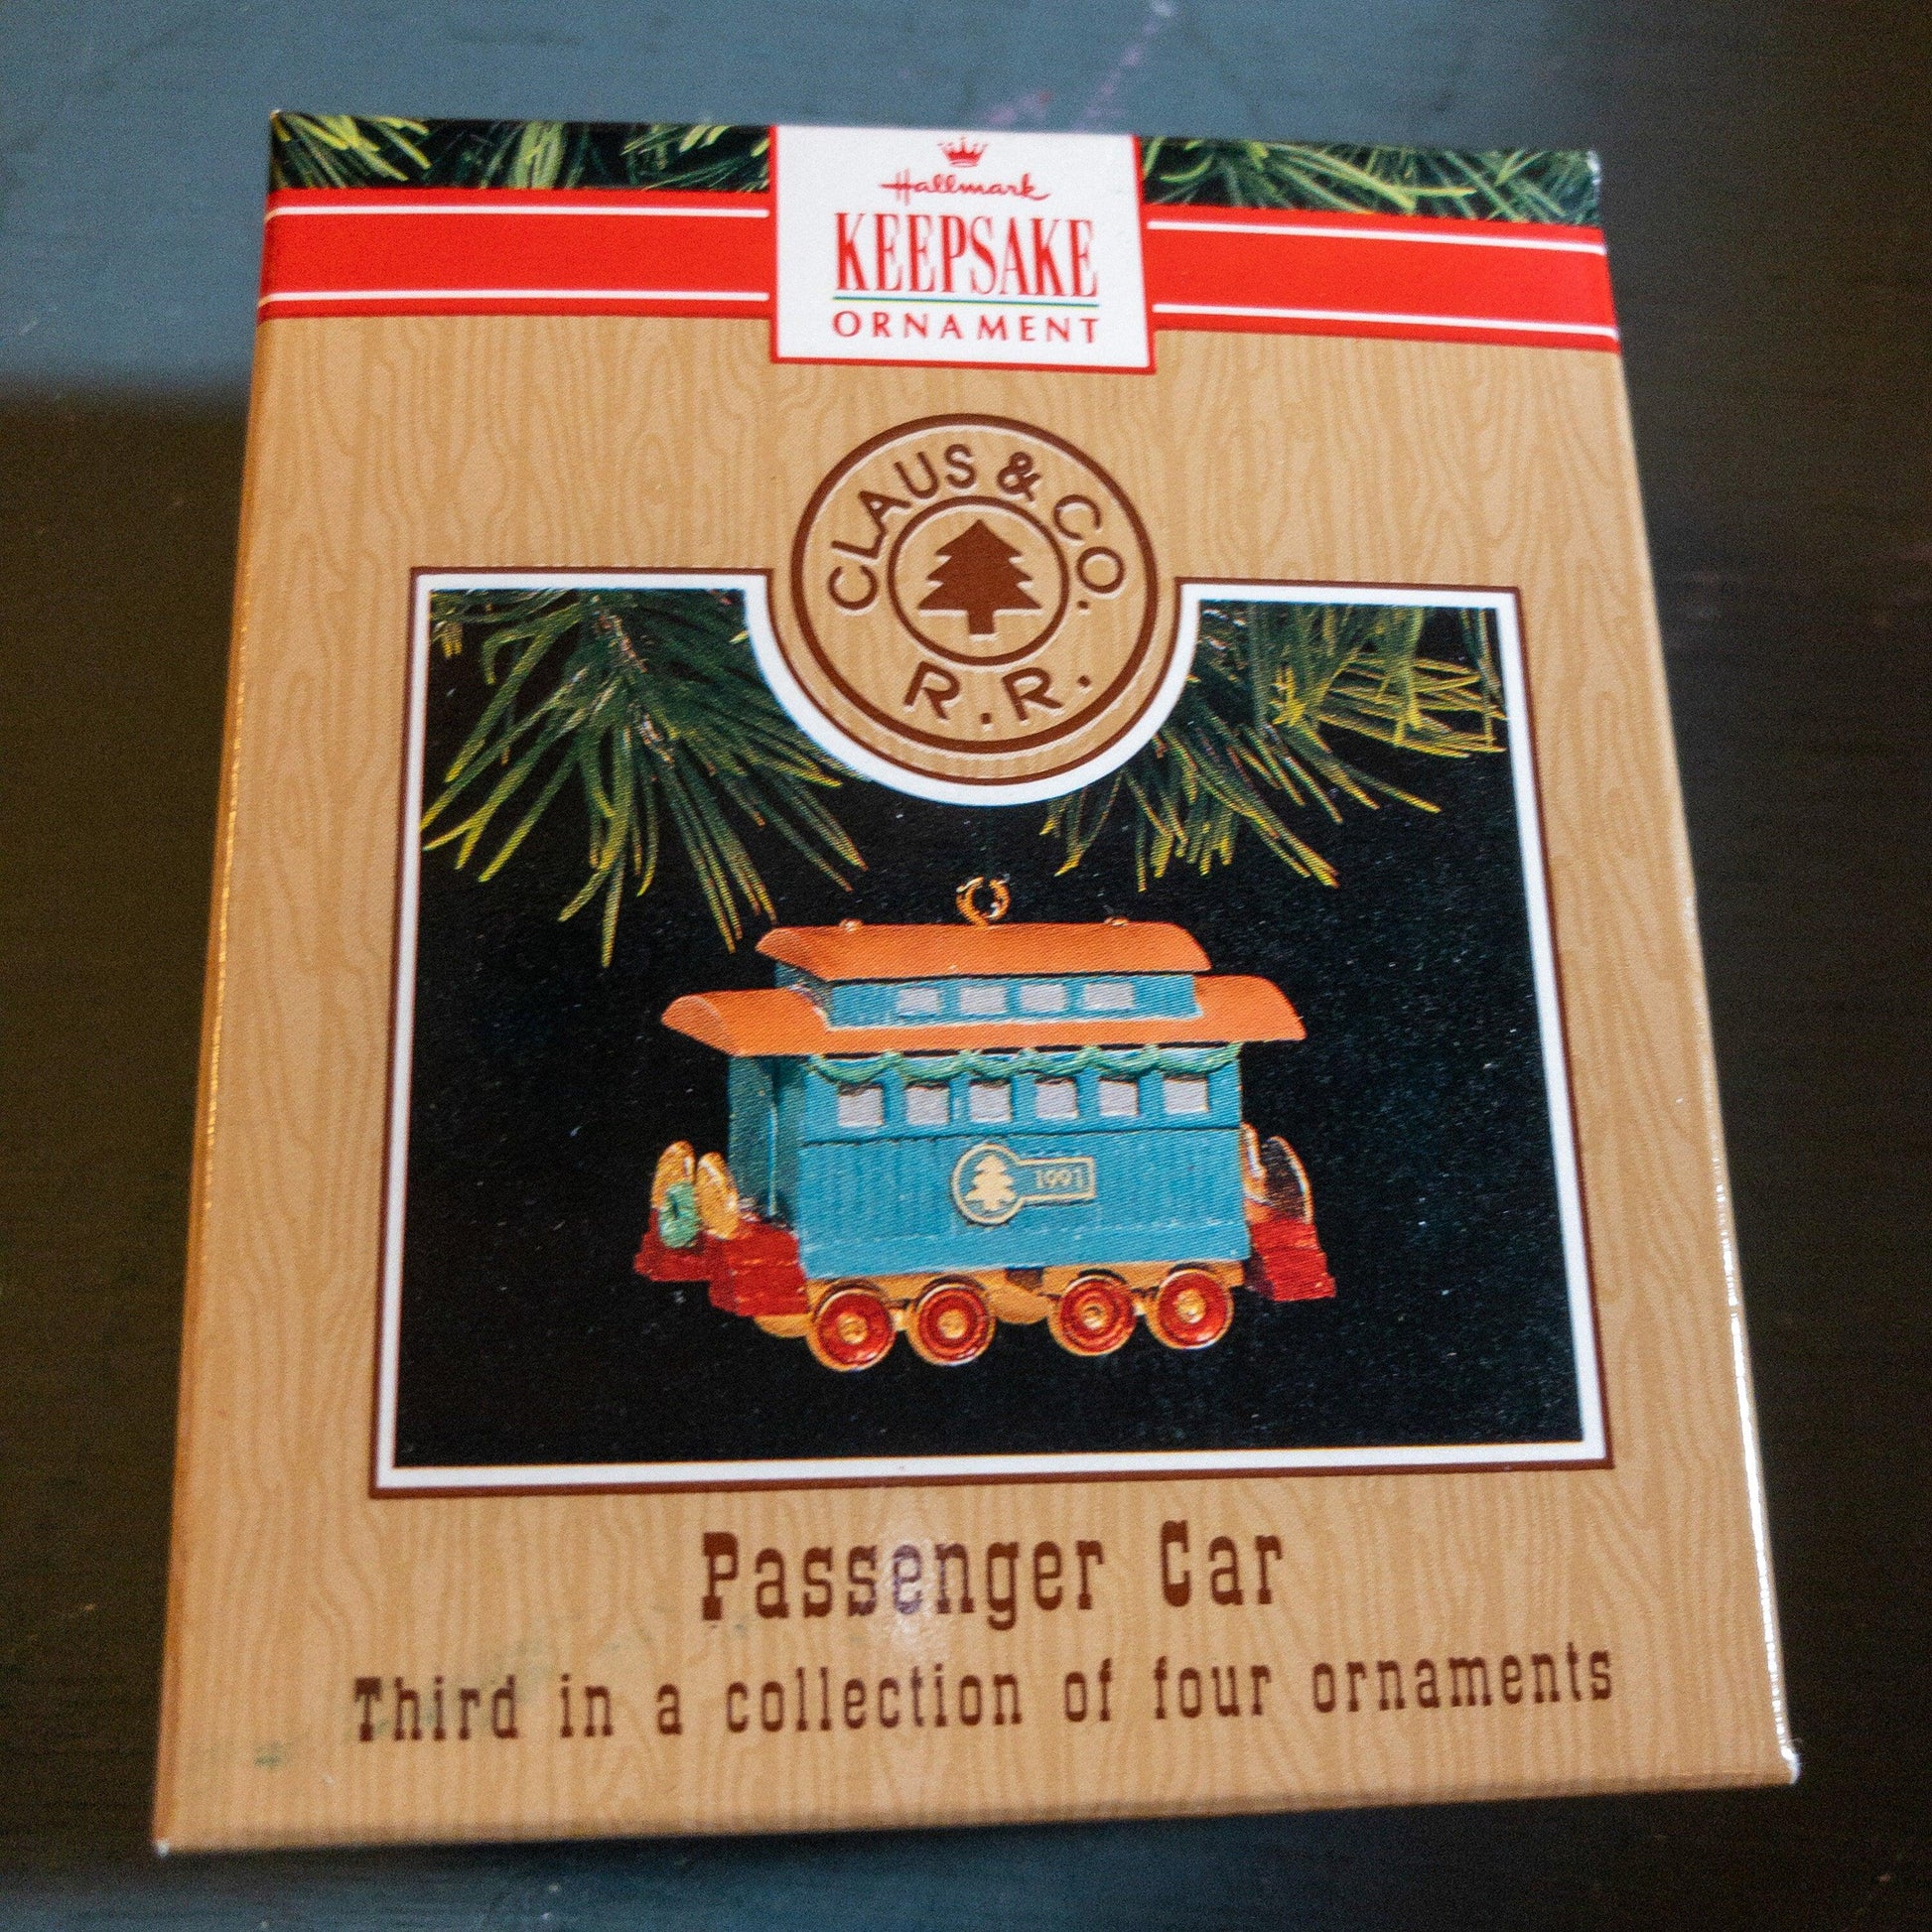 Hallmark
KEEPSAKE
ORNAMENT
CLAUS & CO.
R.R.
1991
Passenger Car
Third in a collection of four ornaments